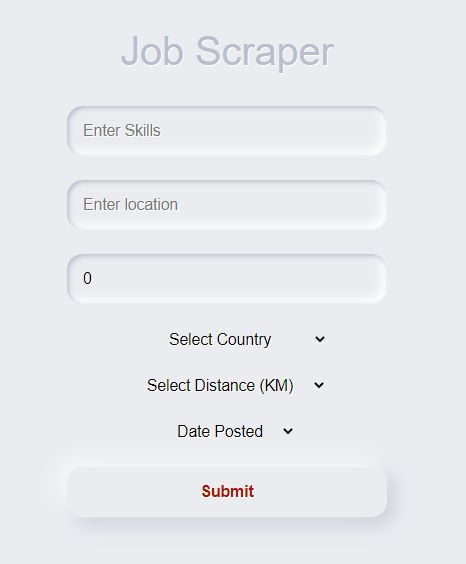 Job Scraper
Enter Skills
Enter location
0
Select Country
Select Distance (KM)
Date Posted
Submit